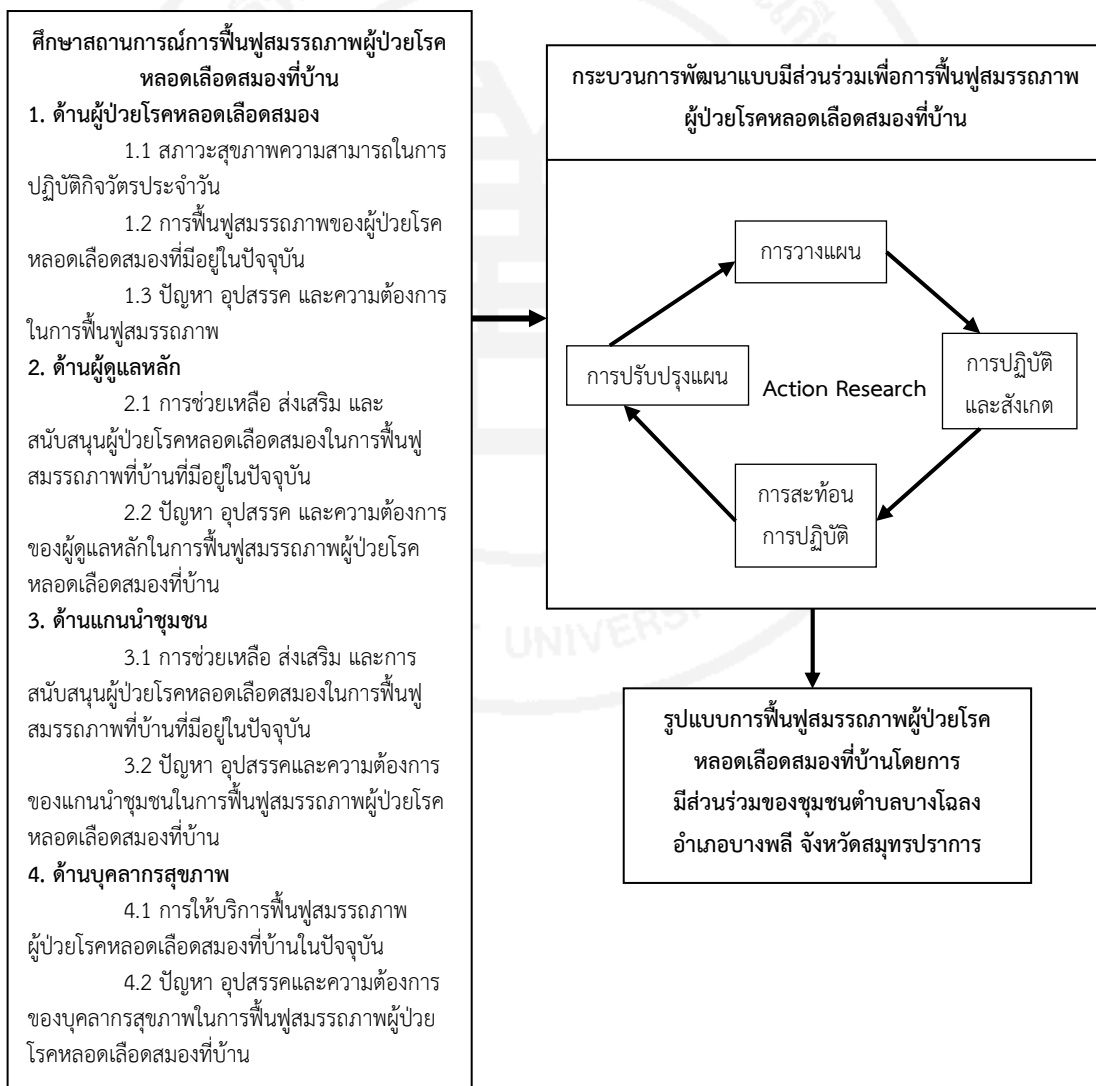 ศึกษาสถานการณ์การฟื้นฟูสมรรถภาพผู้ป่วยโรค
หลอดเลือดสมองที่บ้าน
1. ด้านผู้ป่วยโรคหลอดเลือดสมอง
1.1 สภาวะสุขภาพความสามารถในการ
ปฏิบัติกิจวัตรประจำวัน
1.2 การฟื้นฟูสมรรถภาพของผู้ป่วยโรค
หลอดเลือดสมองที่มีอยู่ในปัจจุบัน
1.3 ปัญหา อุปสรรค และความต้องการ
ในการฟื้นฟูสมรรถภาพ
2. ด้านผู้ดูแลหลัก
2.1 การช่วยเหลือ ส่งเสริม และ
สนับสนุนผู้ป่วยโรคหลอดเลือดสมองในการฟื้นฟู
สมรรถภาพที่บ้านที่มีอยู่ในปัจจุบัน
2.2 ปัญหา อุปสรรค และความต้องการ
ของผู้ดูแลหลักในการฟื้นฟูสมรรถภาพผู้ป่วยโรค
หลอดเลือดสมองที่บ้าน
3. ด้านแกนนำชุมชน
3.1 การช่วยเหลือ ส่งเสริม และการ
สนับสนุนผู้ป่วยโรคหลอดเลือดสมองในการฟื้นฟู
สมรรถภาพที่บ้านที่มีอยู่ในปัจจุบัน
3.2 ปัญหา อุปสรรคและความต้องการ
ของแกนนำชุมชนในการฟื้นฟูสมรรถภาพผู้ป่วยโรค
หลอดเลือดสมองที่บ้าน
4. ด้านบุคลากรสุขภาพ
4.1 การให้บริการฟื้นฟูสมรรถภาพ
ผู้ป่วยโรคหลอดเลือดสมองที่บ้านในปัจจุบัน
4.2 ปัญหา อุปสรรคและความต้องการ
ของบุคลากรสุขภาพในการฟื้นฟูสมรรถภาพผู้ป่วย
โรคหลอดเลือดสมองที่บ้าน
กระบวนการพัฒนาแบบมีส่วนร่วมเพื่อการฟื้นฟูสมรรถภาพ
ผู้ป่วยโรคหลอดเลือดสมองที่บ้าน
การวางแผน
การปฏิบัติ
และสังเกต
การปรับปรุงแผน
Action Research
การสะท้อน
การปฏิบัติ
รูปแบบการฟื้นฟูสมรรถภาพผู้ป่วยโรค
หลอดเลือดสมองที่บ้านโดยการ
มีส่วนร่วมของชุมชนตำบลบางโฉลง
อำเภอบางพลี จังหวัดสมุทรปราการ